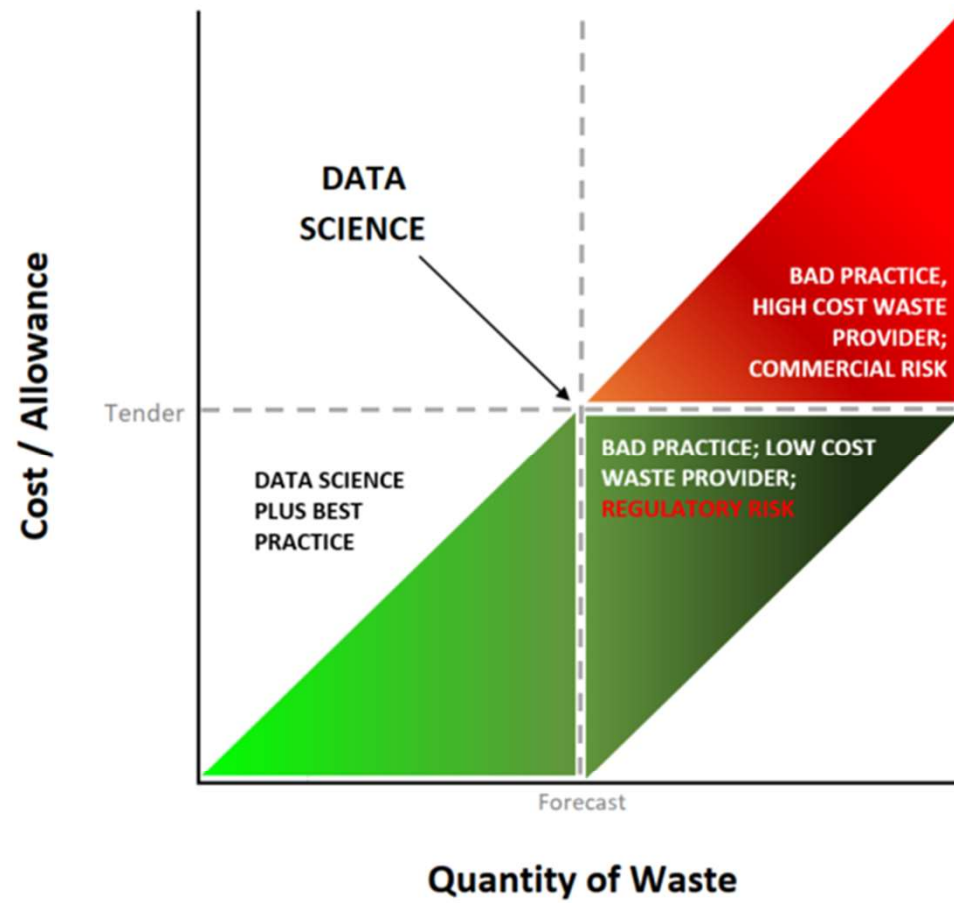 DATA
SCIENCE
BAD PRACTICE,
HIGH COST WASTE
PROVIDER;
COMMERCIAL RISK
Cost / Allowance
Tender
DATA SCIENCE
PLUS BEST
PRACTICE
BAD PRACTICE; LOW COST
WASTE PROVIDER;
REGULATORY RISK
Forecast
Quantity of Waste